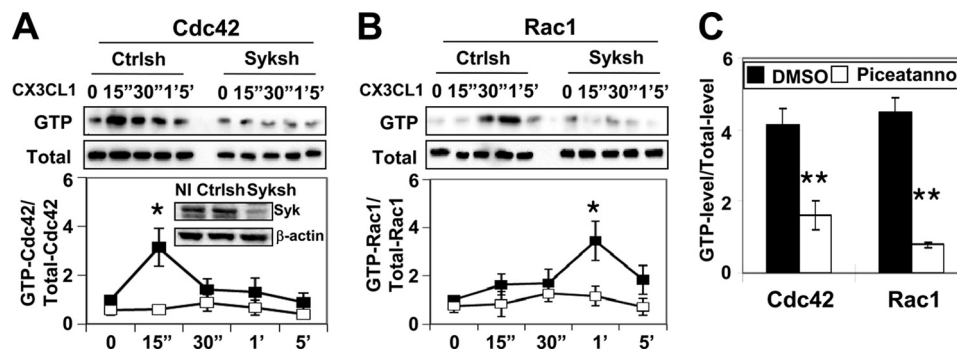 A
Cdc42
Ctrlsh Syksh
CX3CL1 0 15” 30” 1’ 5’ 0 15” 30” 1’ 5’
GTP
Total
GTP-Cdc42/
Total-Cdc42
6
4
2
0
*
NI Ctrlsh Syksh
Syk
β-actin
0 15” 30” 1’ 5’
B
Rac1
Ctrlsh Syksh
CX3CL1 0 15” 30” 1’ 5’ 0 15” 30” 1’ 5’
GTP
Total
GTP-Rac1/
Total-Rac1
6
4
2
0
*
0 15” 30” 1’ 5’
C
GTP-level/Total-level
6
4
2
0
DMSO Piceatanno
**
**
Cdc42 Rac1